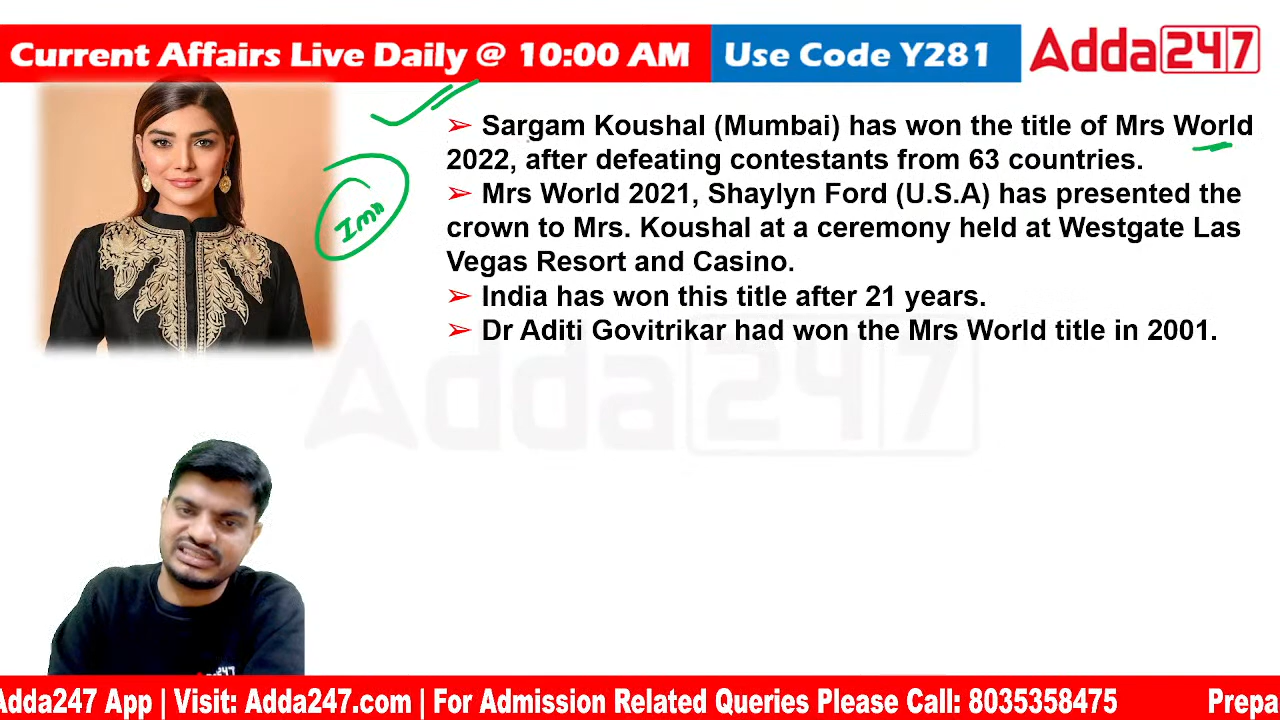 Current Affairs Live Daily @ 10:00 AM
Use Code Y281
Adda247
➢ Sargam Koushal (Mumbai) has won the title of Mrs World
2022, after defeating contestants from 63 countries.
➢ Mrs World 2021, Shaylyn Ford (U.S.A) has presented the
crown to Mrs. Koushal at a ceremony held at Westgate Las
Vegas Resort and Casino.
➢ India has won this title after 21 years.
➢ Dr Aditi Govitrikar had won the Mrs World title in 2001.
Adda247
Adda247 App | Visit: Adda247.com | For Admission Related Queries Please Call: 8035358475 Prepa